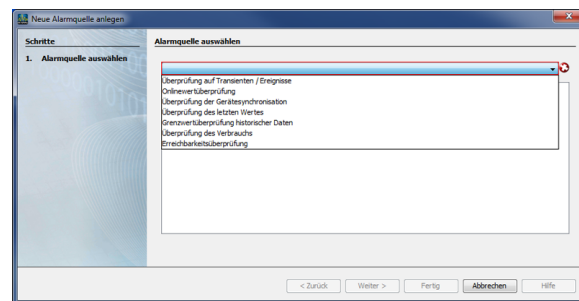 Neue Alarmquelle anlegen
Schritte
1. Alarmquelle auswählen
Alarmquelle auswählen
Überprüfung auf Transienten / Ereignisse
Onlinewertüberprüfung
Überprüfung der Gerätesynchronisation
Überprüfung des letzten Wertes
Grenzwertüberprüfung historischer Daten
Überprüfung des Verbrauchs
Erreichbarkeitsüberprüfung
< Zurück
Weiter >
Fertig
Abbrechen
Hilfe